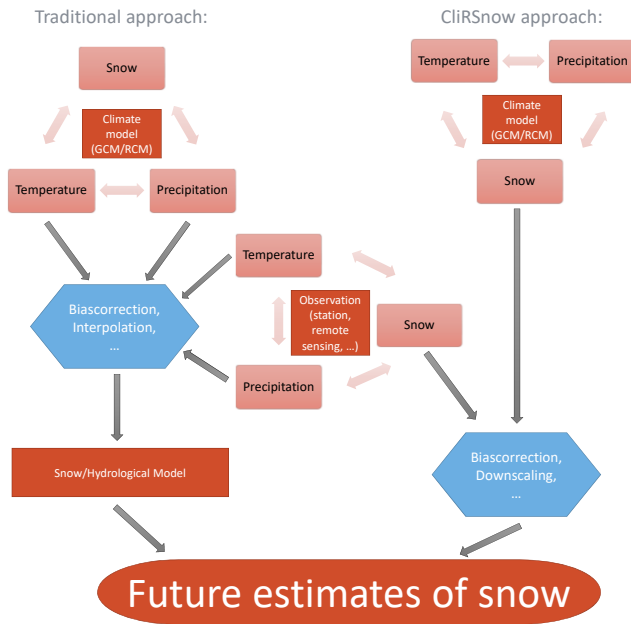 Traditional approach:
CliRSnow approach:
Snow
Climate
model
(GCM/RCM)
Temperature
Precipitation
Temperature
Precipitation
Climate
model
(GCM/RCM)
Snow
Biascorrection,
Interpolation,
...
Temperature
Observation
(station,
remote
sensing, ...)
Snow
Precipitation
Snow/Hydrological Model
Biascorrection,
Downscaling,
...
Future estimates of snow